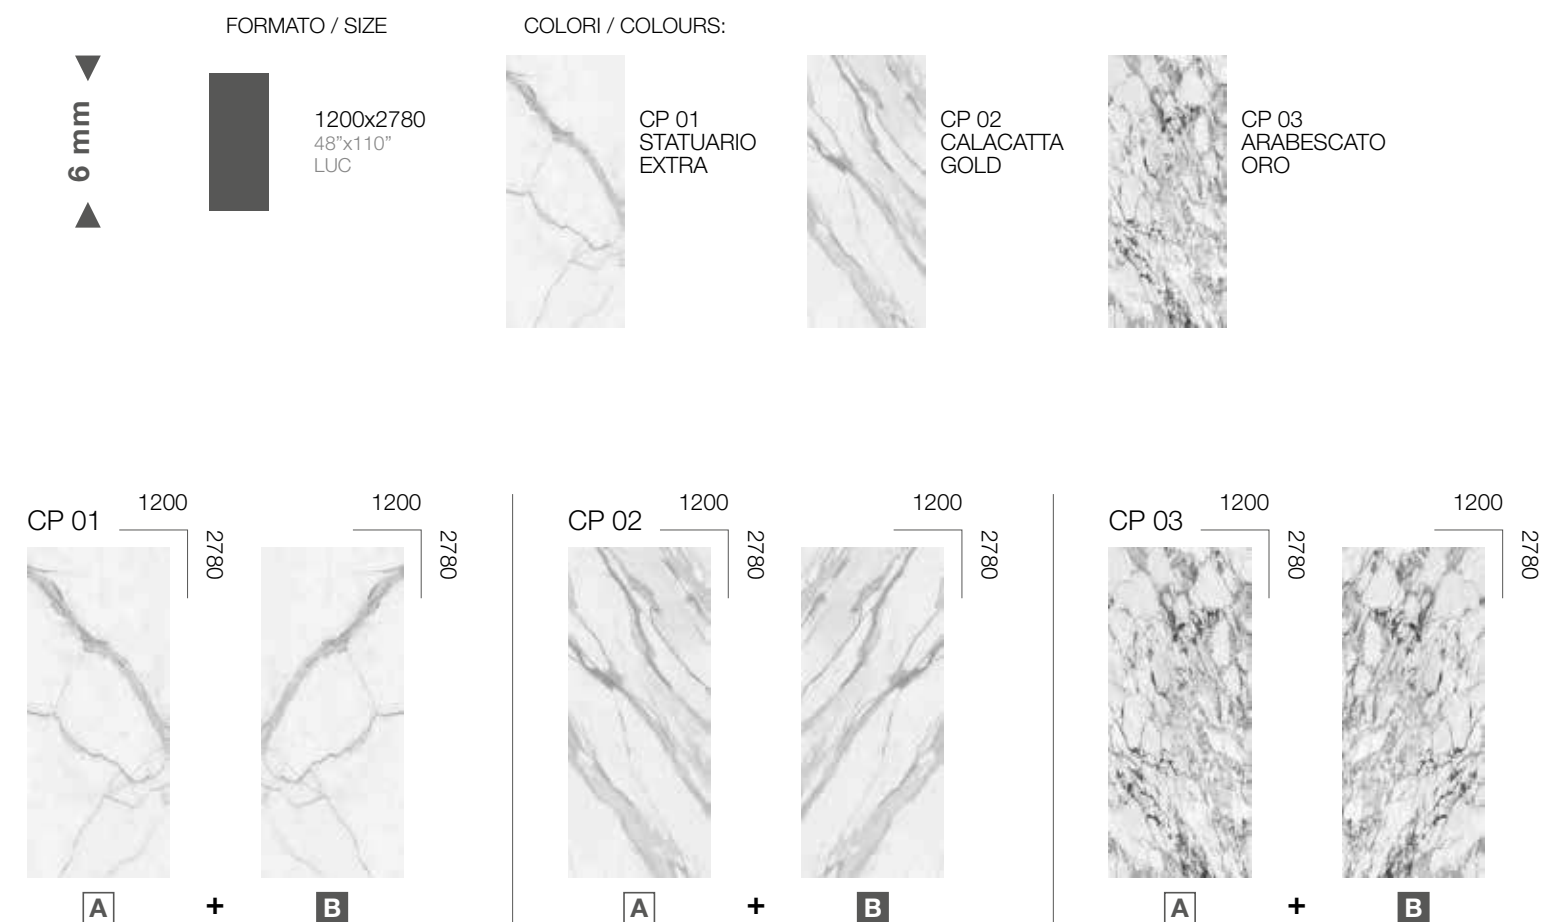 FORMATO / SIZE
COLORI / COLOURS:
6 mm
1200x2780
48”x110”
LUC
CP 01
STATUARIO
EXTRA
CP 02
CALACATTA
GOLD
CP 03
ARABESCATO
ORO
CP 01
1200
2780
1200
2780
A + B
CP 02
1200
2780
1200
2780
A + B
CP 03
1200
2780
1200
2780
A + B